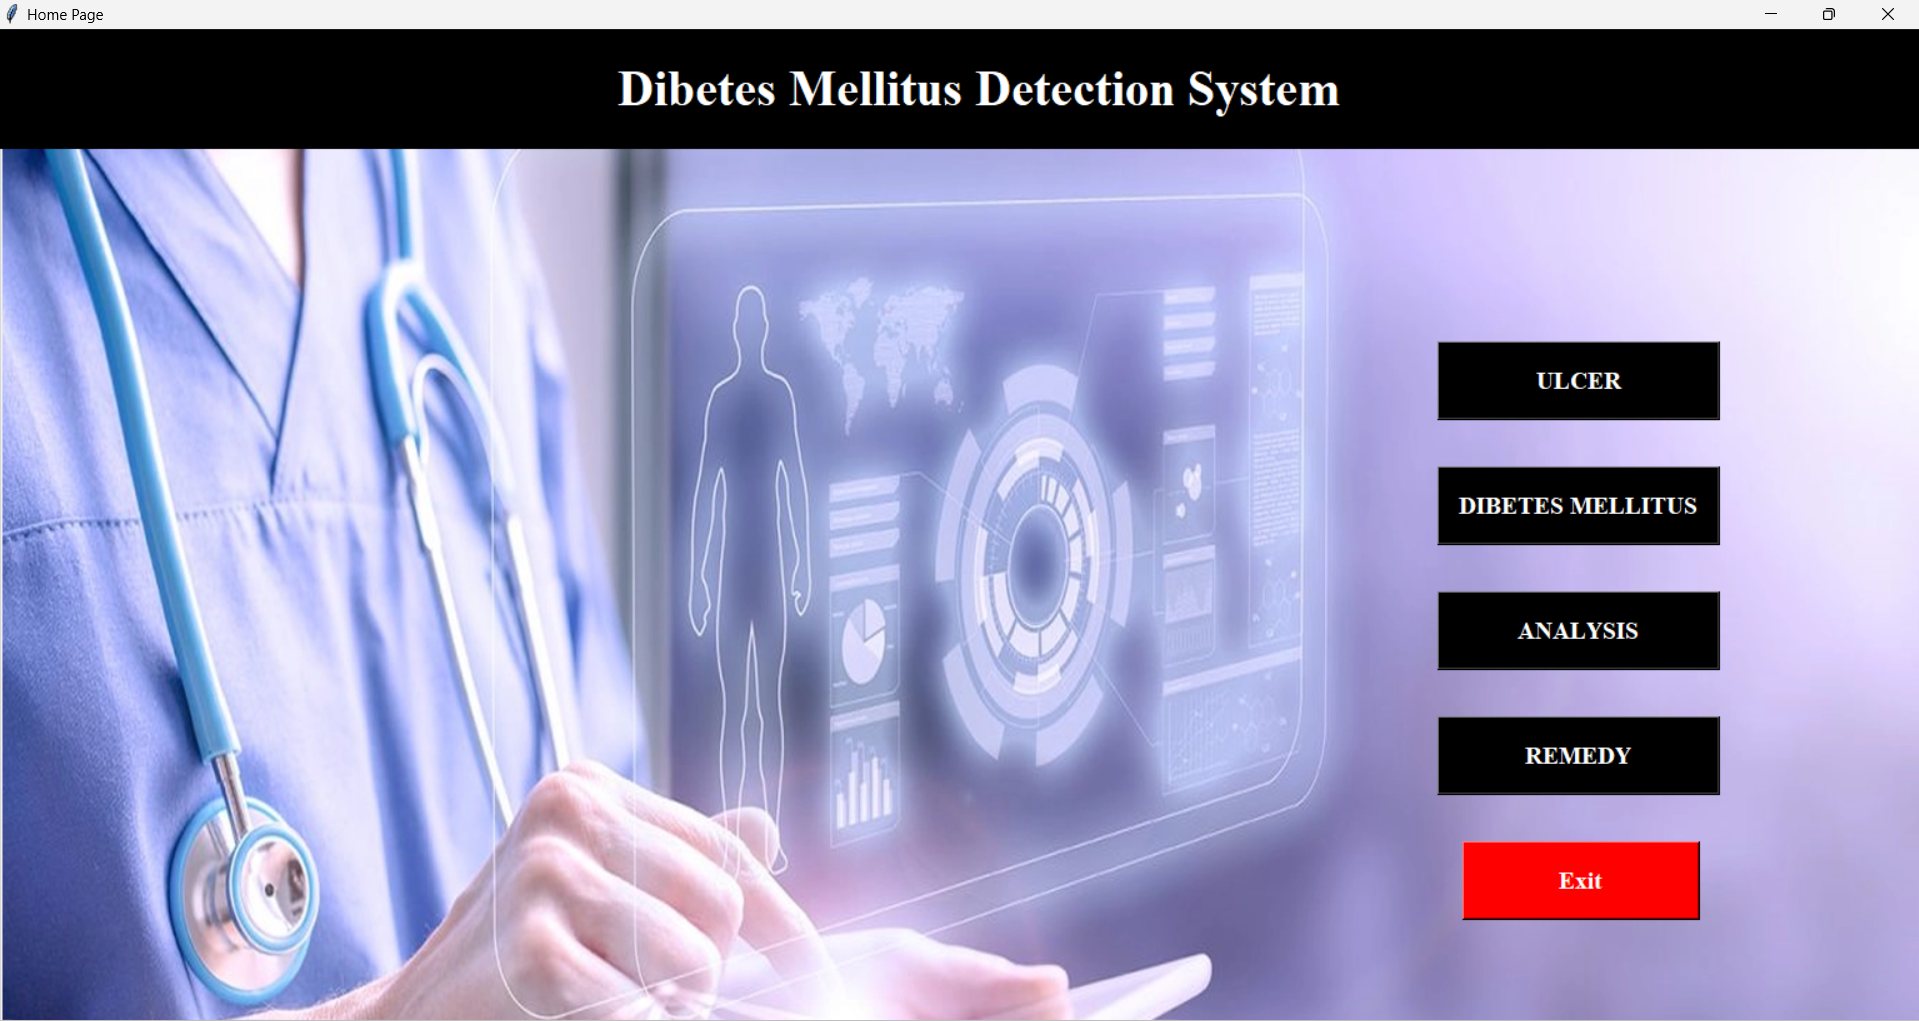 Home Page
Dibetes Mellitus Detection System
ULCER
DIBETES MELLITUS
ANALYSIS
REMEDY
Exit